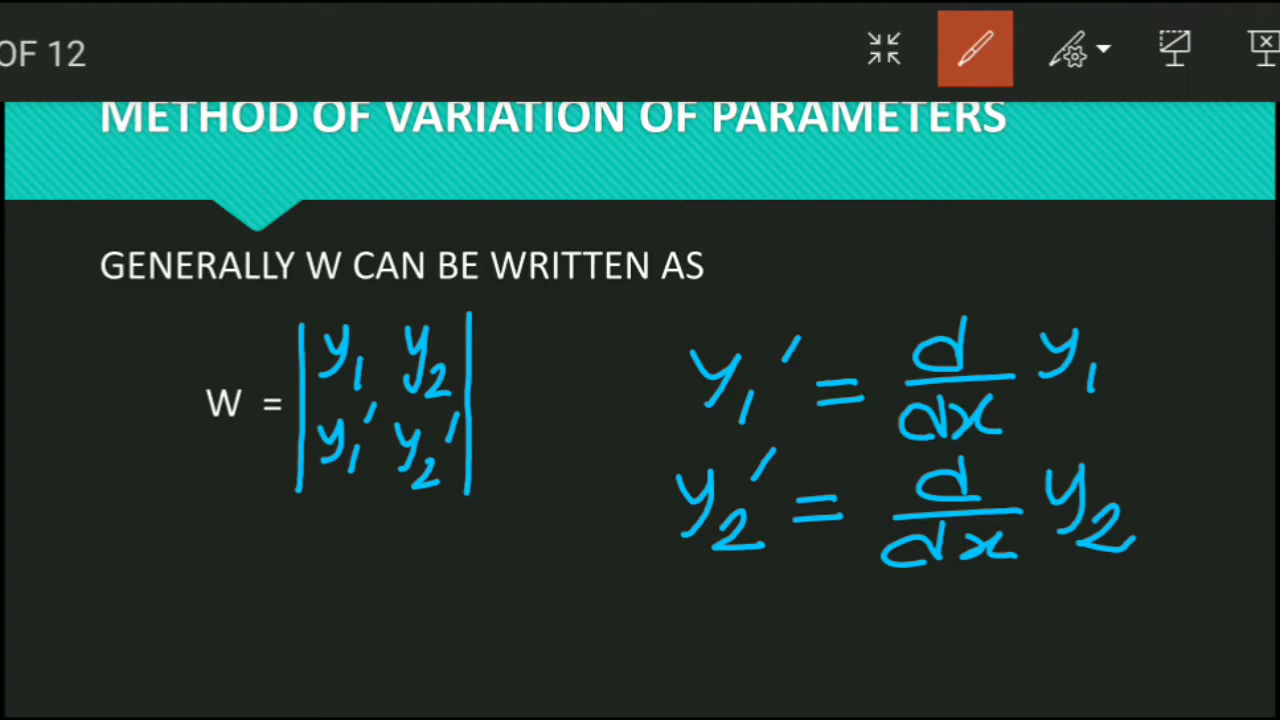 OF 12
METHOD OF VARIATION OF PARAMETERS
GENERALLY W CAN BE WRITTEN AS
W = | y₁ y₂ |
| y₁′ y₂′ |
y₁′ = d/dx y₁
y₂′ = d/dx y₂